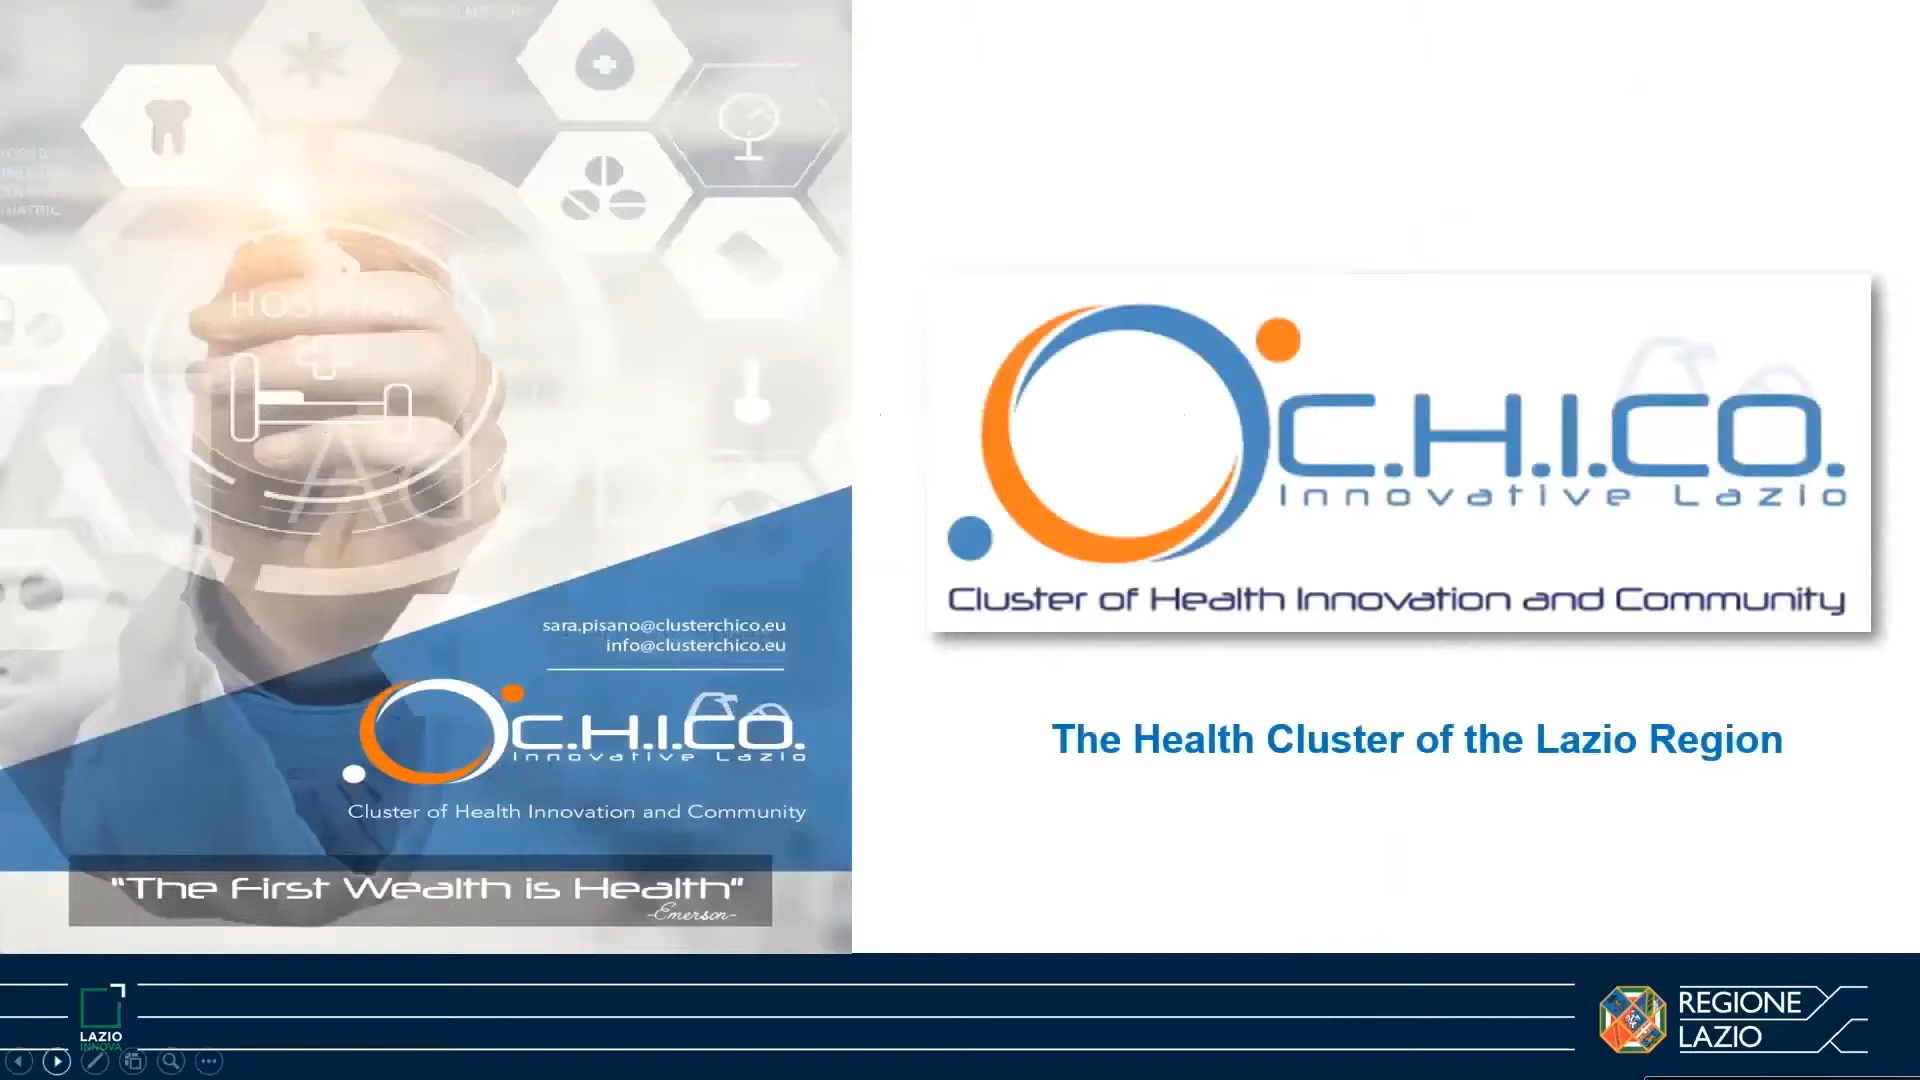 HOSPITAL
sara.pisano@clusterchico.eu
info@clusterchico.eu
C.H.I.CO.
Innovative Lazio
Cluster of Health Innovation and Community
"The First Wealth is Health"
-Emerson-
C.H.I.CO.
Innovative Lazio
Cluster of Health Innovation and Community
The Health Cluster of the Lazio Region
LAZIO
INNOVA
REGIONE
LAZIO